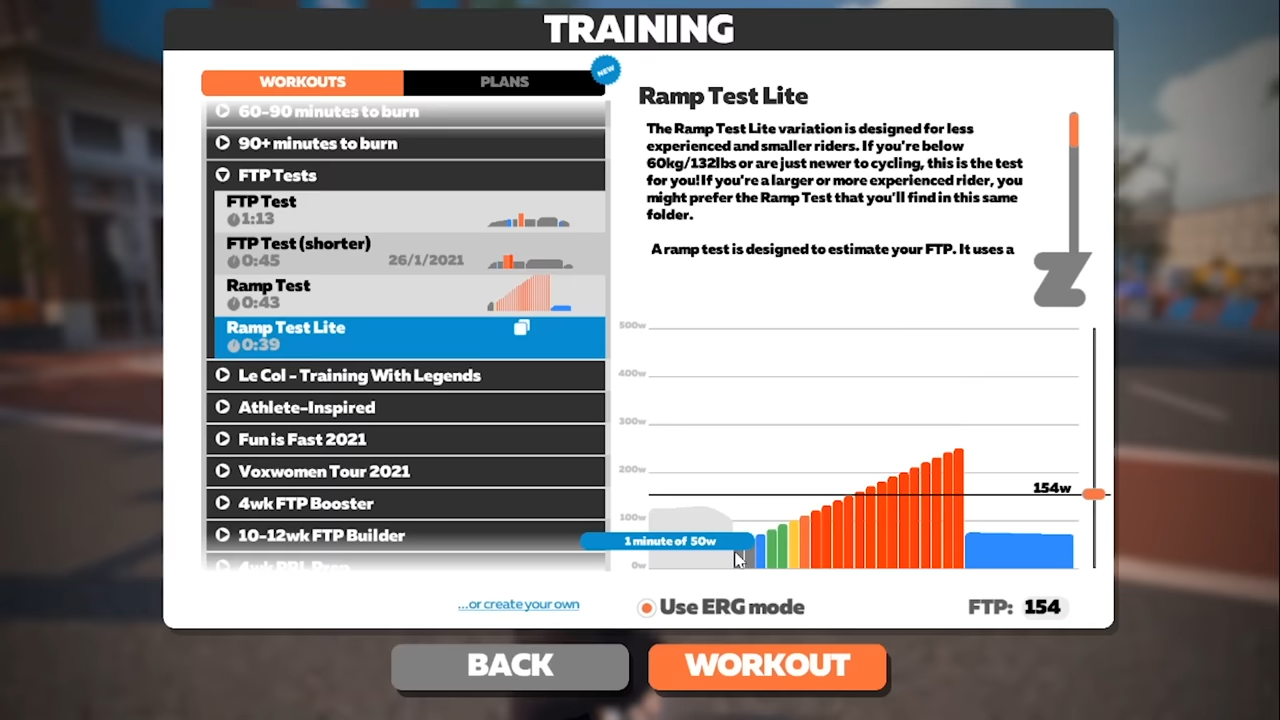 TRAINING
WORKOUTS
PLANS
NEW
60-90 minutes to burn
90+ minutes to burn
FTP Tests
FTP Test
1:13
FTP Test (shorter)
0:45
26/1/2021
Ramp Test
0:43
Ramp Test Lite
0:39
Le Col - Training With Legends
Athlete-Inspired
Fun is Fast 2021
Voxwomen Tour 2021
4wk FTP Booster
10-12wk FTP Builder
4wk PRL Prep
...or create your own
Ramp Test Lite
The Ramp Test Lite variation is designed for less
experienced and smaller riders. If you're below
60kg/132lbs or are just newer to cycling, this is the test
for you! If you're a larger or more experienced rider, you
might prefer the Ramp Test that you'll find in this same
folder.
A ramp test is designed to estimate your FTP. It uses a
500w
400w
300w
200w
154w
100w
1 minute of 50w
0w
Use ERG mode
FTP: 154
BACK
WORKOUT